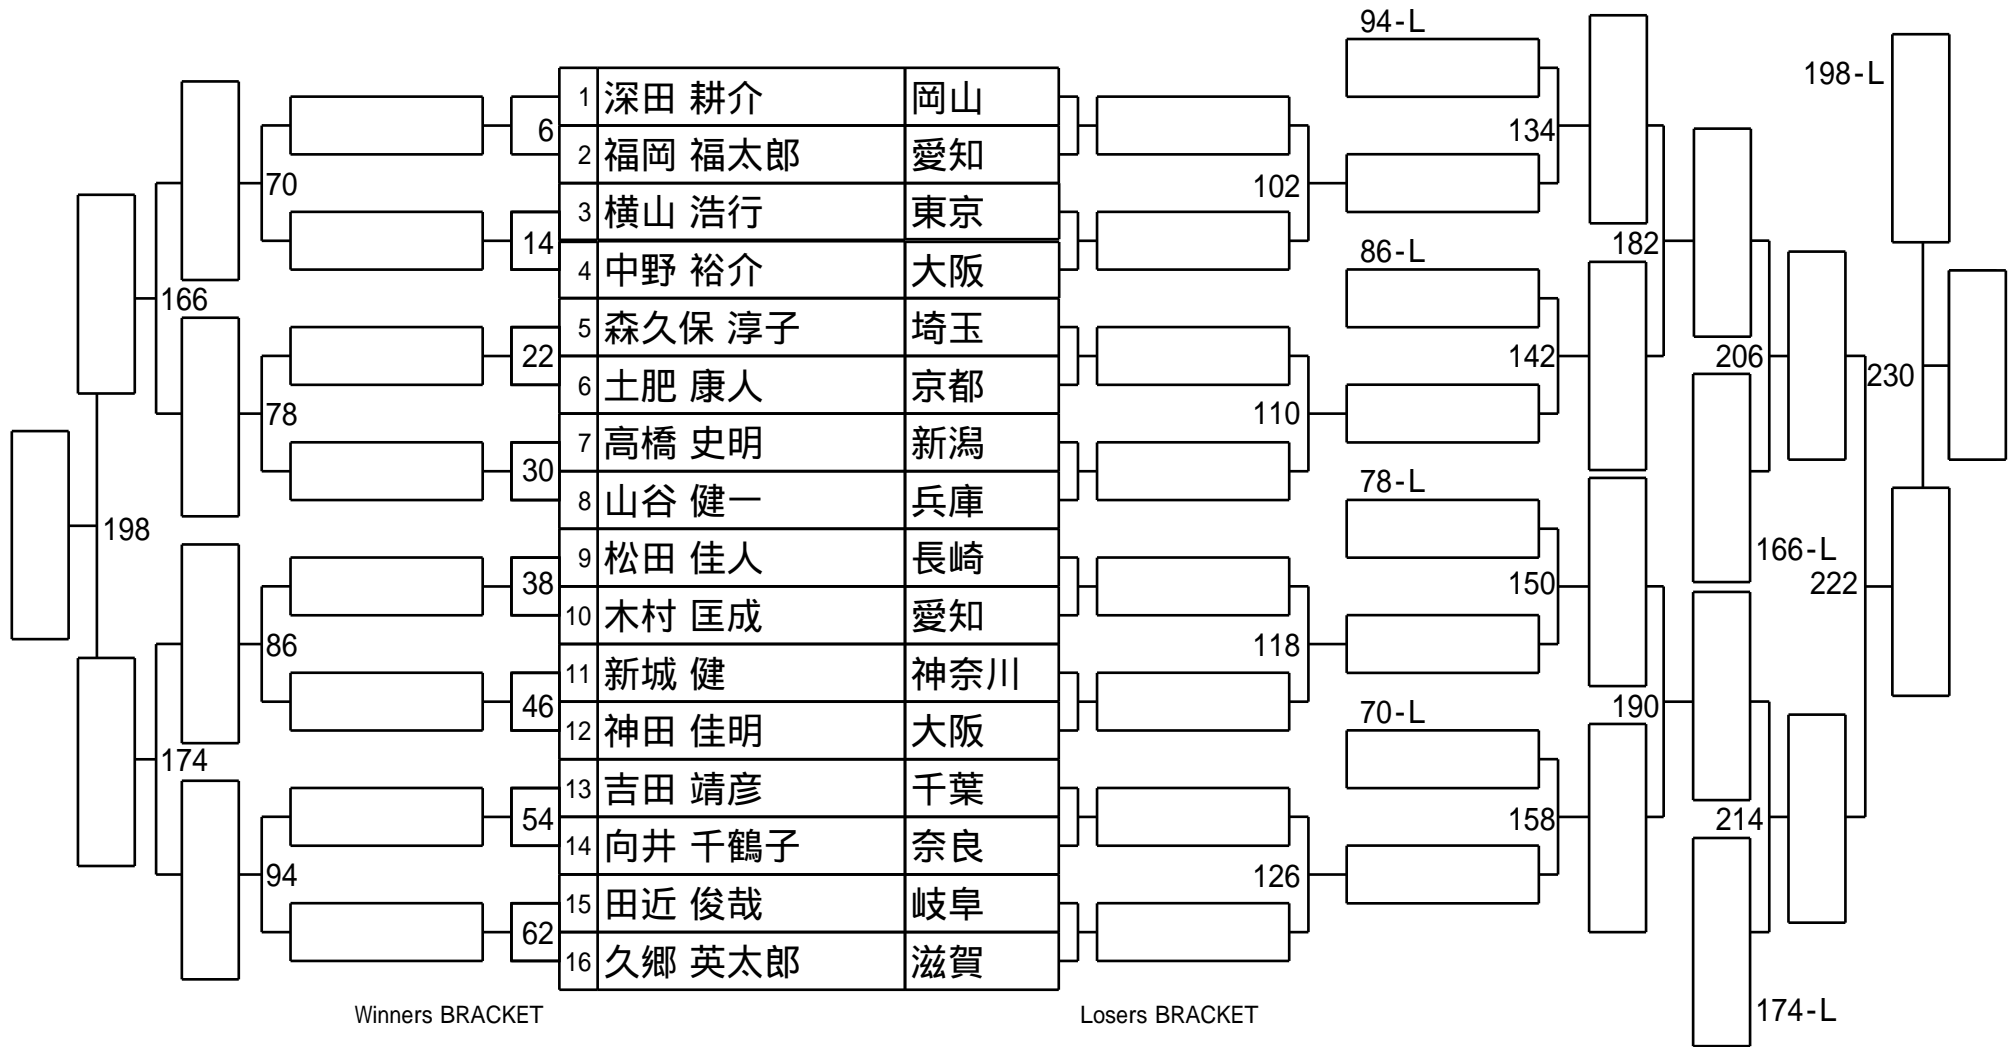 94-L
198-L
1 深田 耕介 岡山
6
134
2 福岡 福太郎 愛知
70
102
3 横山 浩行 東京
14
182
4 中野 裕介 大阪
86-L
166
5 森久保 淳子 埼玉
22
142
206
230
6 土肥 康人 京都
78
110
7 高橋 史明 新潟
30
78-L
8 山谷 健一 兵庫
198
9 松田 佳人 長崎
166-L
38
150
222
10 木村 匡成 愛知
86
118
11 新城 健 神奈川
46
190
70-L
12 神田 佳明 大阪
174
13 吉田 靖彦 千葉
54
158
214
14 向井 千鶴子 奈良
94
126
15 田近 俊哉 岐阜
62
16 久郷 英太郎 滋賀
174-L
Winners BRACKET
Losers BRACKET